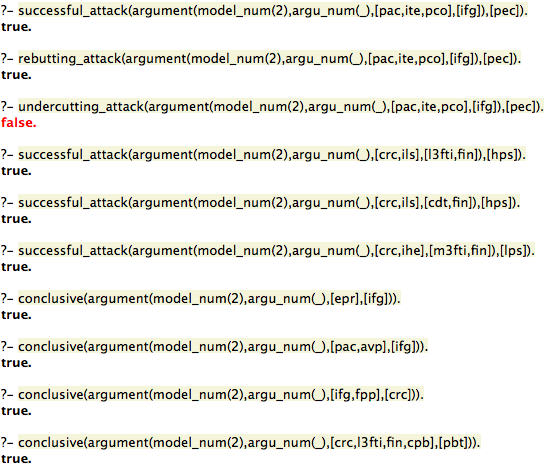 ?- successful_attack(argument(model_num(2),argu_num(_),[pac,ite,pco],[ifg]),[pec]).
true.
?- rebutting_attack(argument(model_num(2),argu_num(_),[pac,ite,pco],[ifg]),[pec]).
true.
?- undercutting_attack(argument(model_num(2),argu_num(_),[pac,ite,pco],[ifg]),[pec]).
false.
?- successful_attack(argument(model_num(2),argu_num(_),[crc,ils],[l3fti,fin]),[hps]).
true.
?- successful_attack(argument(model_num(2),argu_num(_),[crc,ils],[cdt,fin]),[hps]).
true.
?- successful_attack(argument(model_num(2),argu_num(_),[crc,ihe],[m3fti,fin]),[lps]).
true.
?- conclusive(argument(model_num(2),argu_num(_),[epr],[ifg])).
true.
?- conclusive(argument(model_num(2),argu_num(_),[pac,avp],[ifg])).
true.
?- conclusive(argument(model_num(2),argu_num(_),[ifg,fpp],[crc])).
true.
?- conclusive(argument(model_num(2),argu_num(_),[crc,l3fti,fin,cpb],[pbt])).
true.